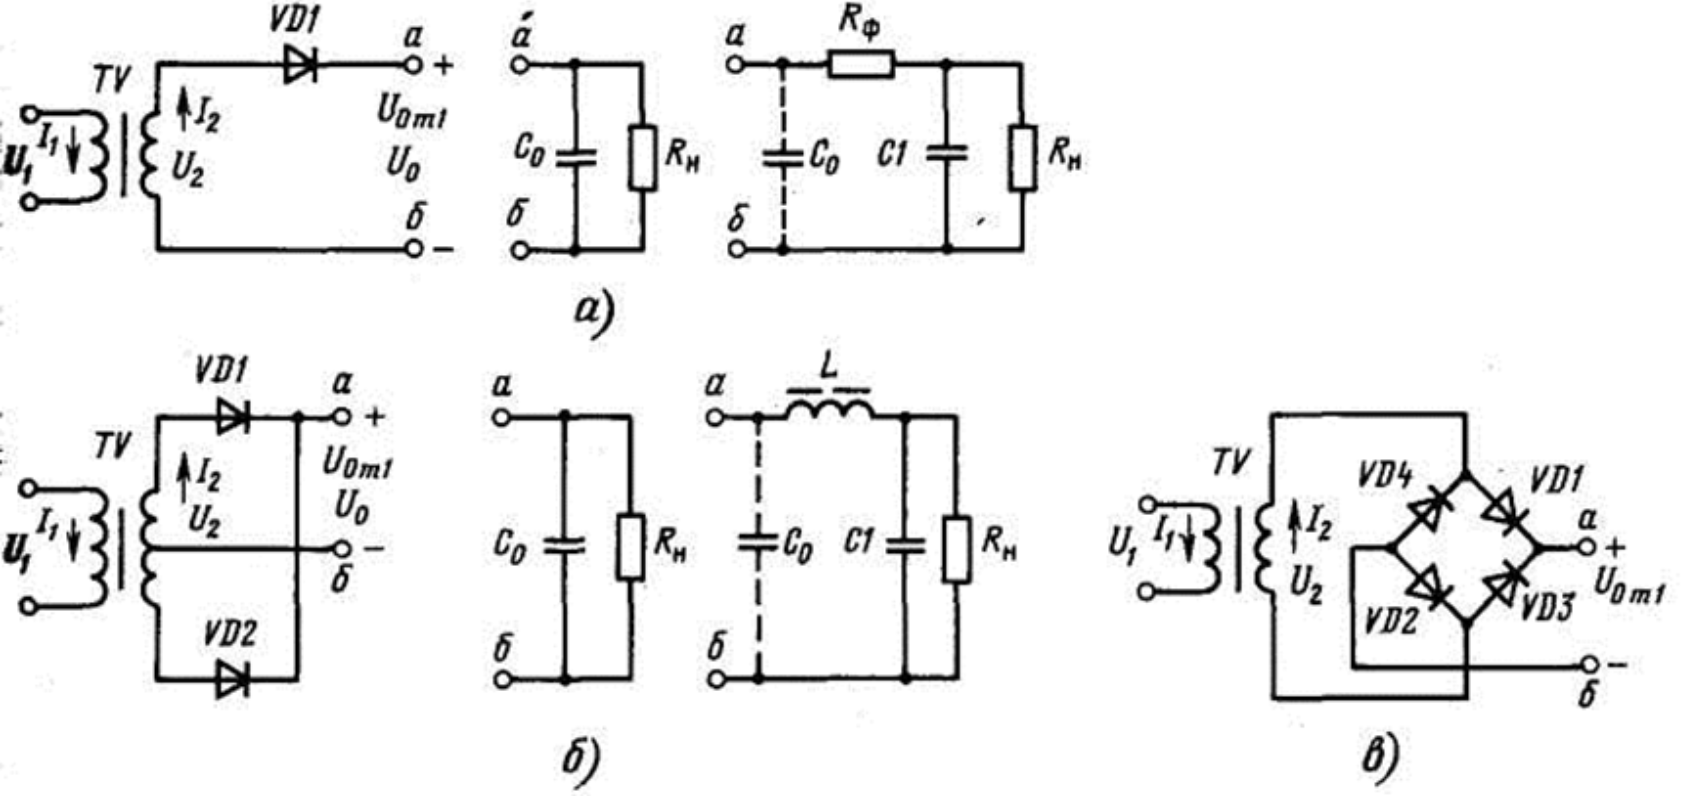 VD1
a
+
TV
I₁
I₂
U₁
U₂
U₀m1
U₀
б
−
á
C₀
Rн
б
a
Rф
C₀
C1
Rн
б
а)
VD1
a
+
TV
I₁
I₂
U₁
U₂
U₀m1
U₀
−
б
VD2
a
C₀
Rн
б
a
L
C₀
C1
Rн
б
б)
TV
VD4
VD1
I₁
I₂
U₁
U₂
a
+
U₀m1
VD2
VD3
−
б
в)